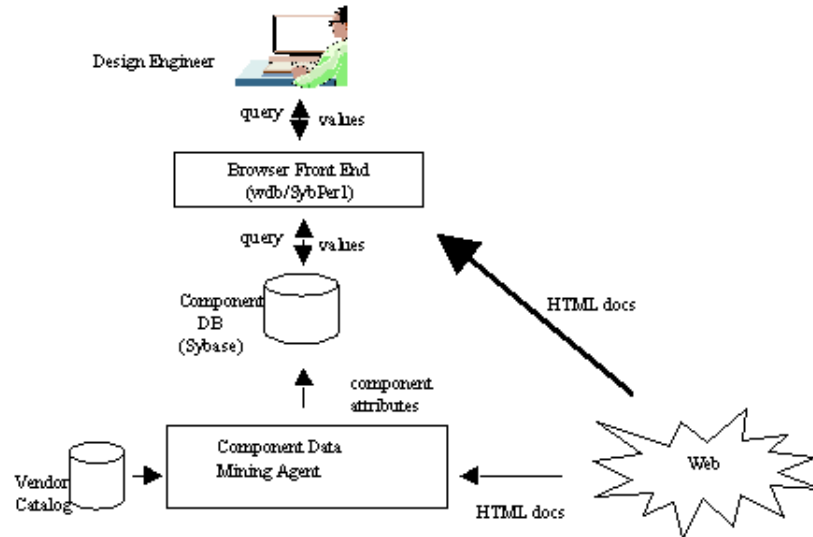 Design Engineer
query
values
Browser Front End
(wdb/SybPerl)
query
values
Component
DB
(Sybase)
HTML docs
component
attributes
Component Data
Mining Agent
Web
Vendor
Catalog
HTML docs